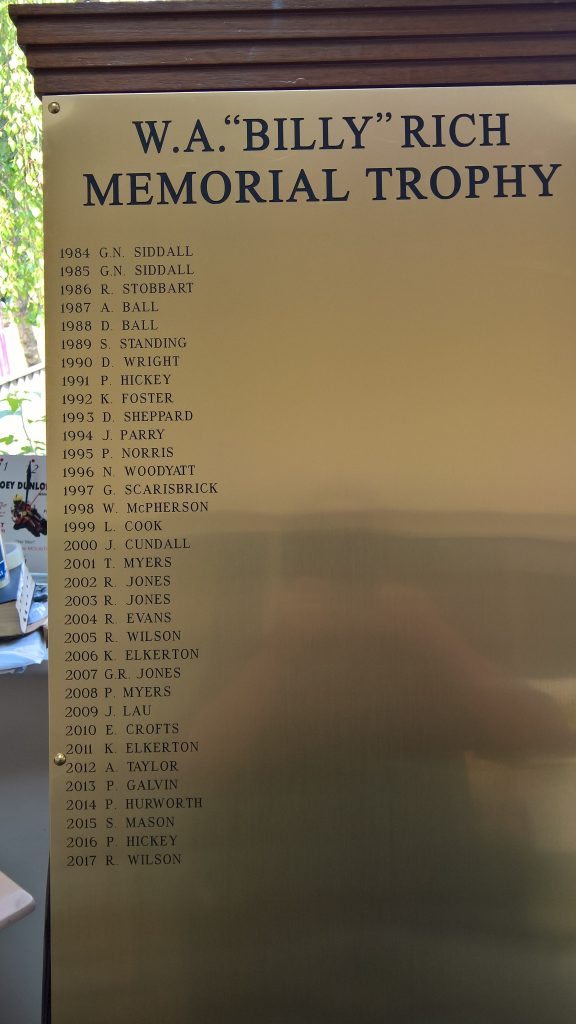 W.A. “BILLY” RICH
MEMORIAL TROPHY
1984 G.N. SIDDALL
1985 G.N. SIDDALL
1986 R. STOBBART
1987 A. BALL
1988 D. BALL
1989 S. STANDING
1990 D. WRIGHT
1991 P. HICKEY
1992 K. FOSTER
1993 D. SHEPPARD
1994 J. PARRY
1995 P. NORRIS
1996 N. WOODYATT
1997 G. SCARISBRICK
1998 W. McPHERSON
1999 L. COOK
2000 J. CUNDALL
2001 T. MYERS
2002 R. JONES
2003 R. JONES
2004 R. EVANS
2005 R. WILSON
2006 K. ELKERTON
2007 G.R. JONES
2008 P. MYERS
2009 J. LAU
2010 E. CROFTS
2011 K. ELKERTON
2012 A. TAYLOR
2013 P. GALVIN
2014 P. HURWORTH
2015 S. MASON
2016 P. HICKEY
2017 R. WILSON
OEY DUNLO